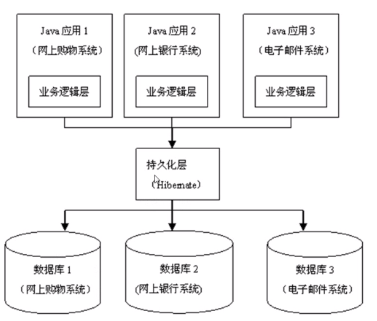 Java 应用 1
（网上购物系统）
业务逻辑层
Java 应用 2
(网上银行系统)
业务逻辑层
Java 应用 3
（电子邮件系统）
业务逻辑层
持久化层
（Hibernate）
数据库 1
（网上购物系统）
数据库 2
(网上银行系统)
数据库 3
（电子邮件系统）